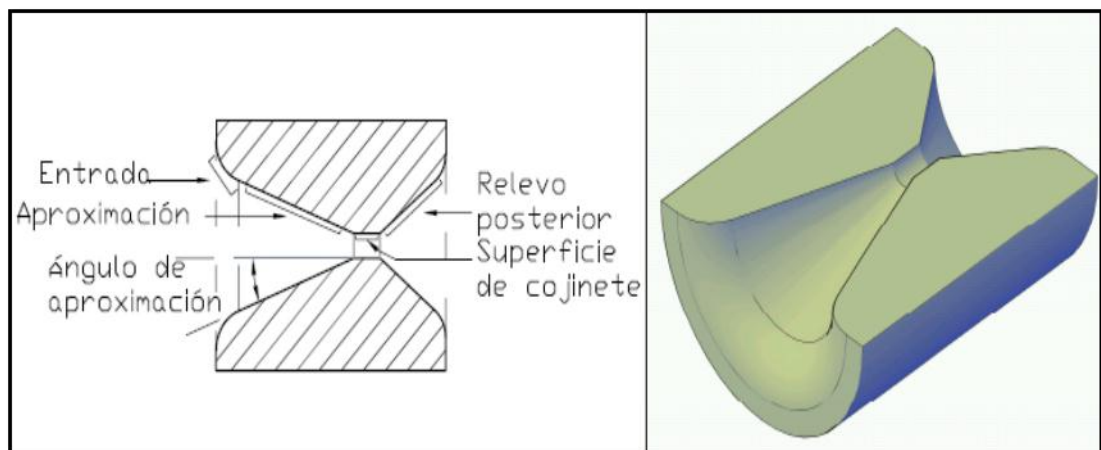 Entrada
Aproximación
Ángulo de
aproximación
Relevo
posterior
Superficie
de cojinete